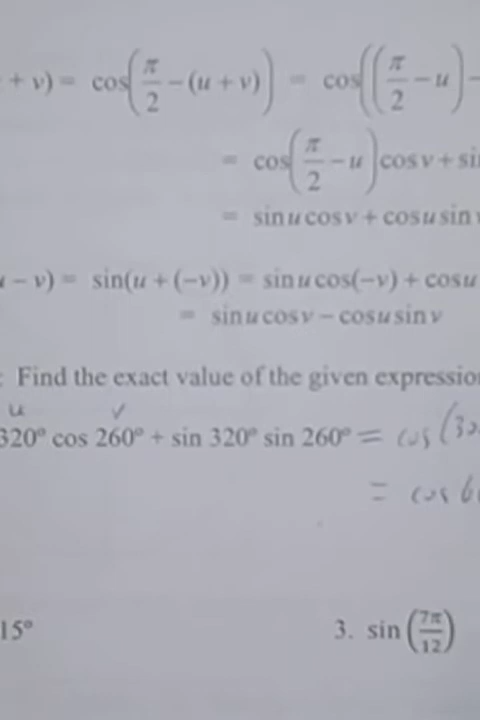 + v) = cos(π/2 − (u + v)) = cos((π/2 − u) −
= cos(π/2 − u) cos v + si
= sin u cos v + cos u sin v
− v) = sin(u + (−v)) = sin u cos(−v) + cos u
= sin u cos v − cos u sin v
: Find the exact value of the given expressio
u v
320° cos 260° + sin 320° sin 260° = cos (3
= cos 6
15° 3. sin (7π/12)